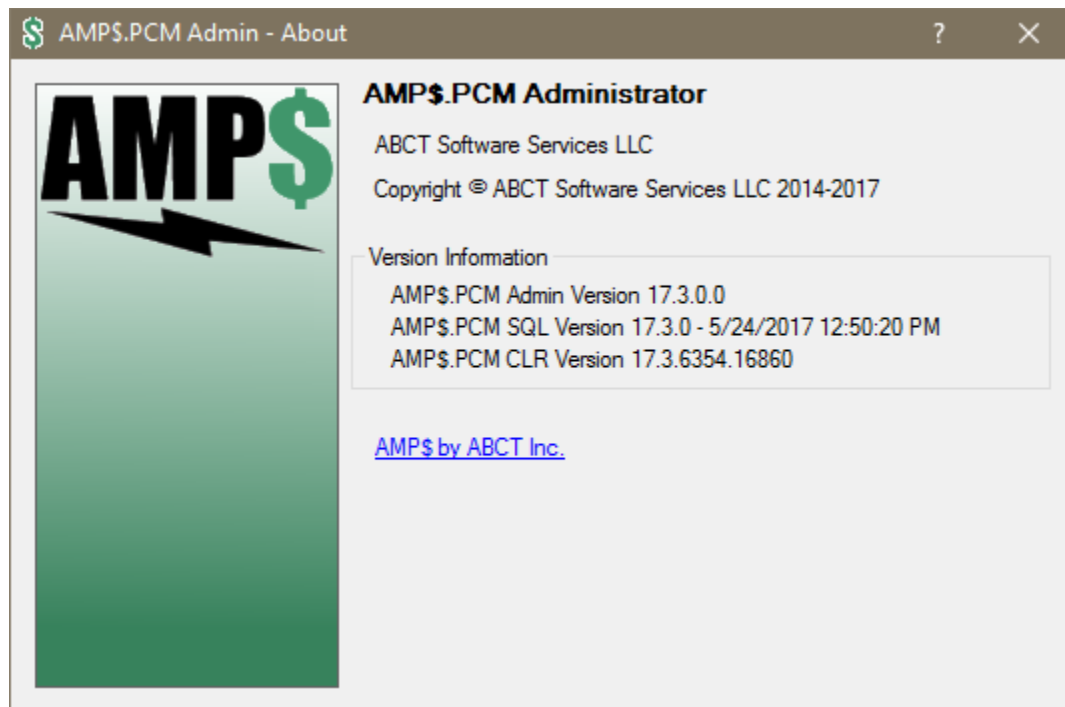 AMP$.PCM Admin - About
?
AMP$
AMP$.PCM Administrator
ABCT Software Services LLC
Copyright © ABCT Software Services LLC 2014-2017
Version Information
AMP$.PCM Admin Version 17.3.0.0
AMP$.PCM SQL Version 17.3.0 - 5/24/2017 12:50:20 PM
AMP$.PCM CLR Version 17.3.6354.16860
AMP$ by ABCT Inc.